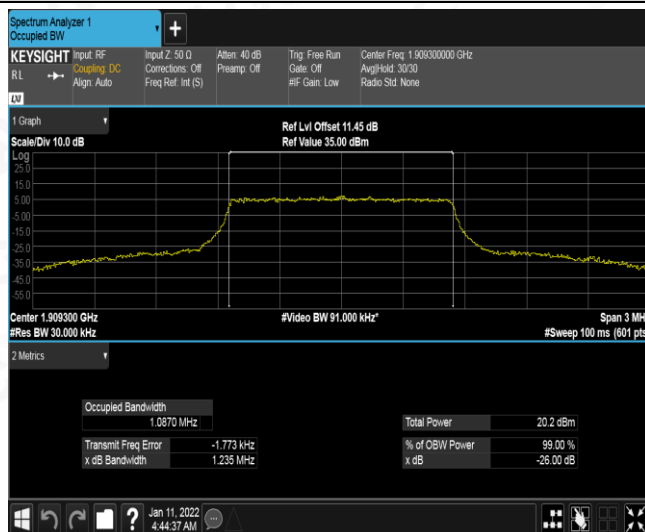 Spectrum Analyzer 1
Occupied BW
+
KEYSIGHT
RL
LXI
Input: RF
Coupling: DC
Align: Auto
Input Z: 50 Ω
Corrections: Off
Freq Ref: Int (S)
Atten: 40 dB
Preamp: Off
Trig: Free Run
Gate: Off
#IF Gain: Low
Center Freq: 1.909300000 GHz
Avg|Hold: 30/30
Radio Std: None
1 Graph
Scale/Div 10.0 dB
Ref Lvl Offset 11.45 dB
Ref Value 35.00 dBm
Log
25.0
15.0
5.00
-5.00
-15.0
-25.0
-35.0
-45.0
-55.0
Center 1.909300 GHz
#Res BW 30.000 kHz
#Video BW 91.000 kHz*
Span 3 MH
#Sweep 100 ms (601 pts
2 Metrics
Occupied Bandwidth
1.0870 MHz
Transmit Freq Error -1.773 kHz
x dB Bandwidth 1.235 MHz
Total Power 20.2 dBm
% of OBW Power 99.00 %
x dB -26.00 dB
?
Jan 11, 2022
4:44:37 AM